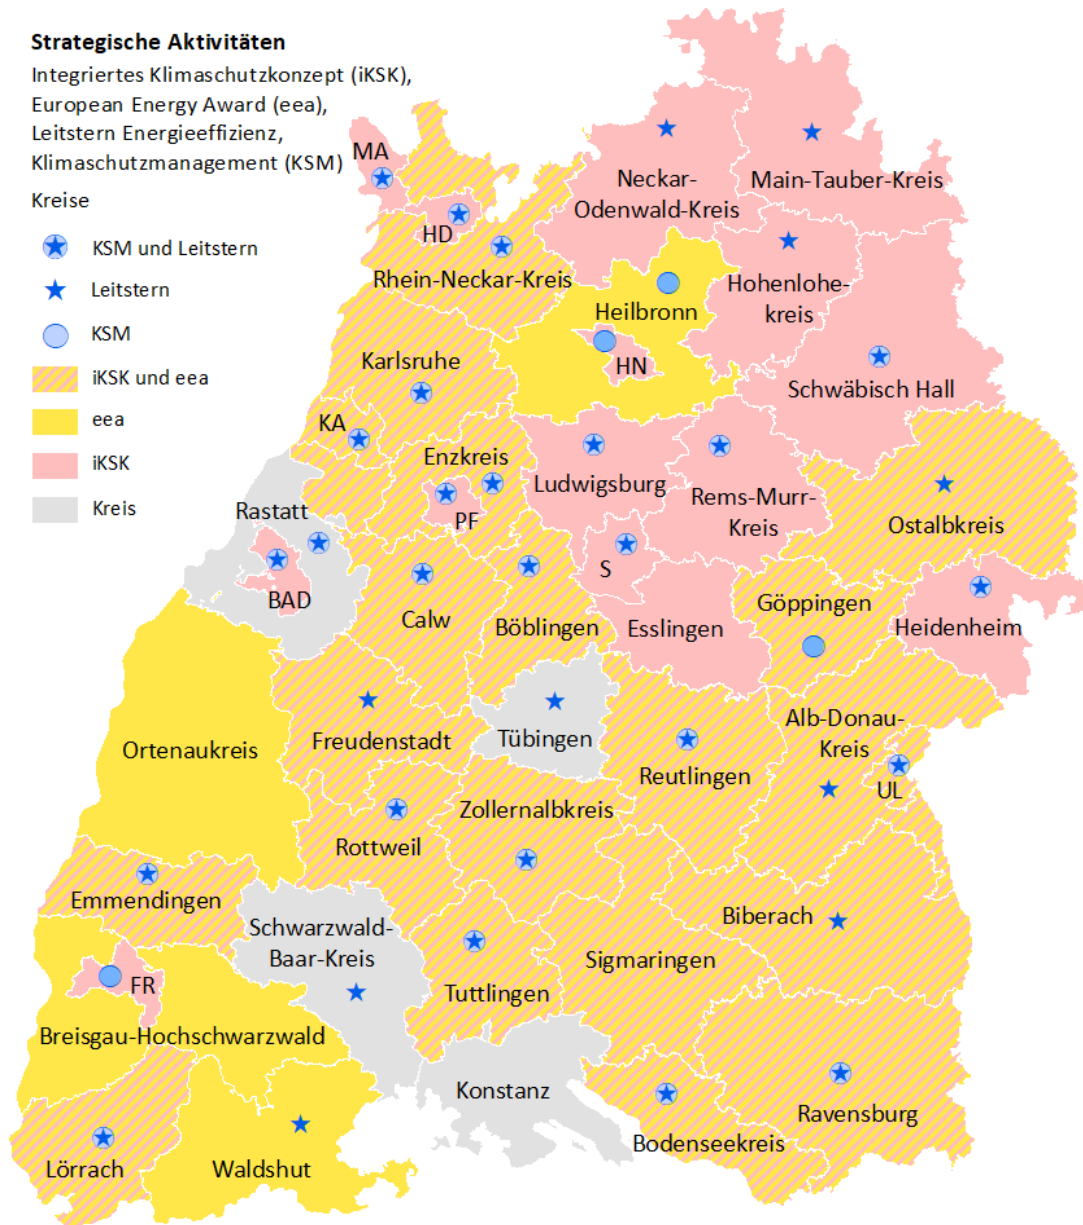 Strategische Aktivitäten
Integriertes Klimaschutzkonzept (iKSK),
European Energy Award (eea),
Leitstern Energieeffizienz,
Klimaschutzmanagement (KSM)
Kreise
KSM und Leitstern
Leitstern
KSM
iKSK und eea
eea
iKSK
Kreis
MA
HD
Rhein-Neckar-Kreis
Neckar-
Odenwald-Kreis
Main-Tauber-Kreis
Hohenlohe-
kreis
Heilbronn
HN
Schwäbisch Hall
Karlsruhe
KA
Enzkreis
PF
Ludwigsburg
Rems-Murr-
Kreis
Ostalbkreis
Rastatt
BAD
Calw
Böblingen
S
Esslingen
Göppingen
Heidenheim
Ortenaukreis
Freudenstadt
Tübingen
Reutlingen
Alb-Donau-
Kreis
UL
Rottweil
Zollernalbkreis
Emmendingen
Schwarzwald-
Baar-Kreis
Tuttlingen
Sigmaringen
Biberach
FR
Breisgau-Hochschwarzwald
Konstanz
Bodenseekreis
Ravensburg
Lörrach
Waldshut